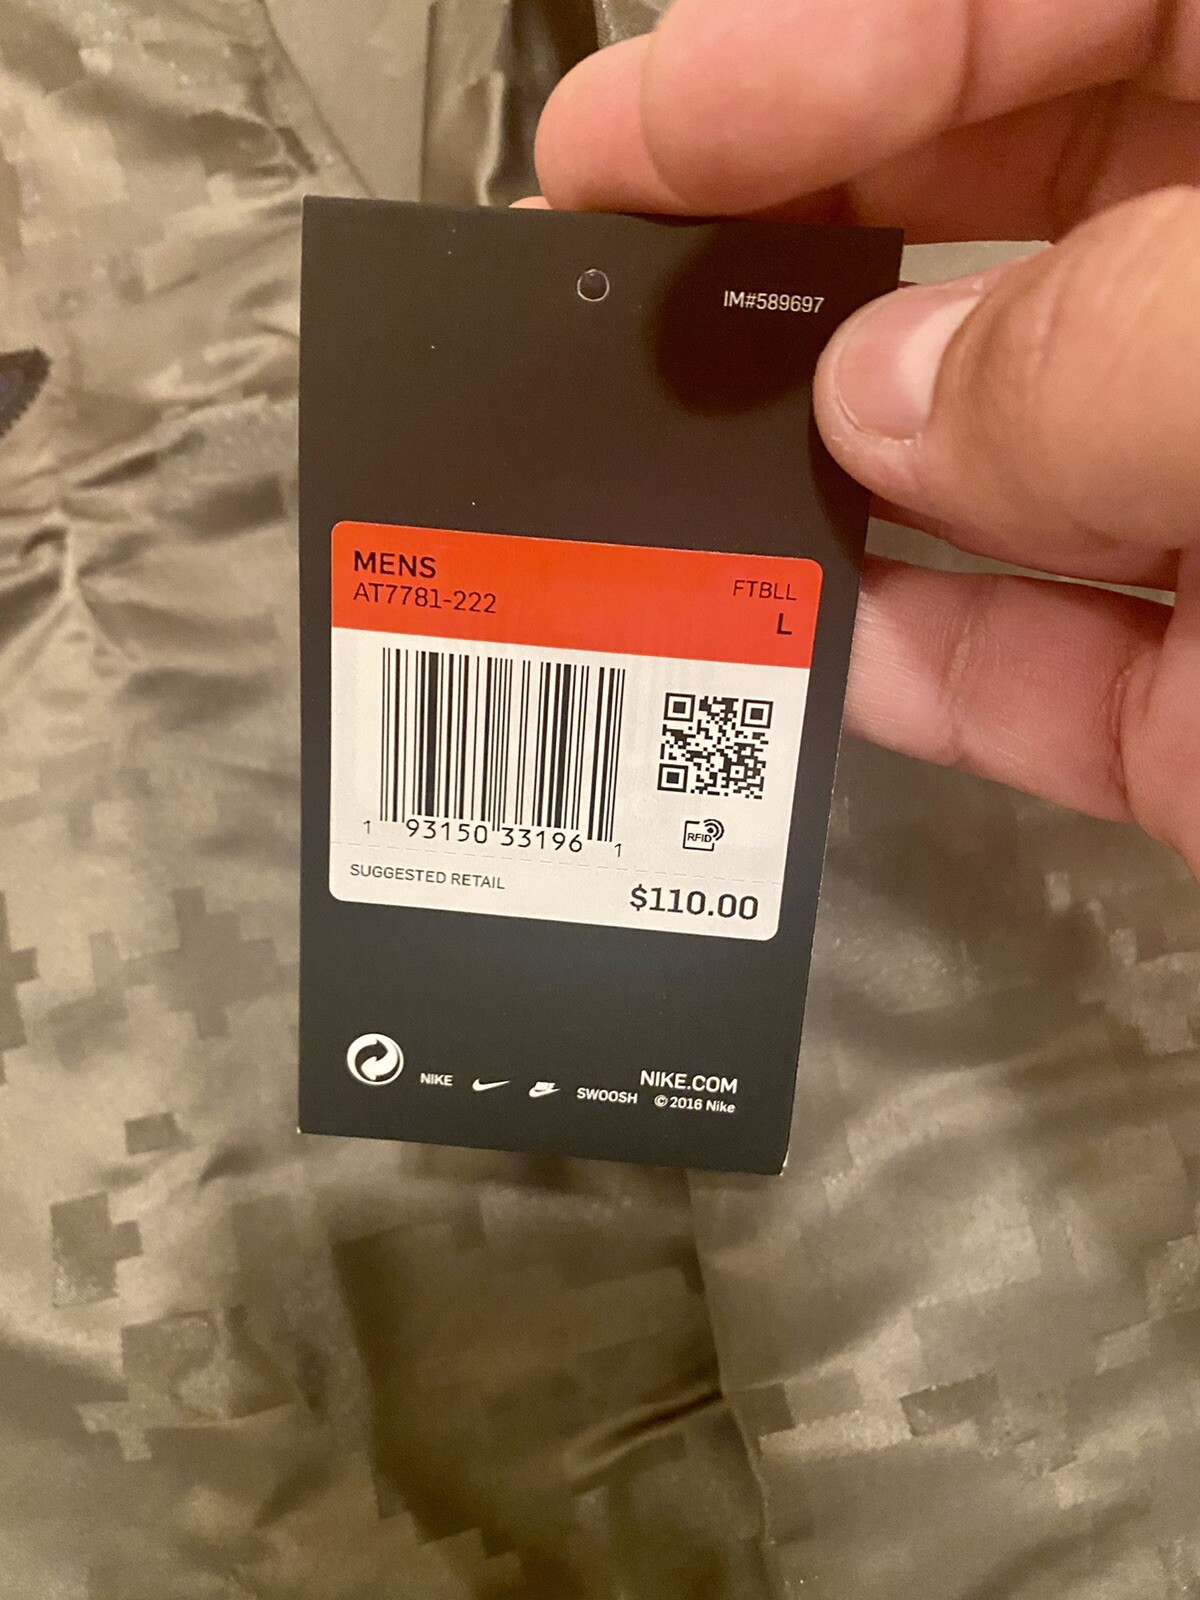 IM#589697
MENS
AT7781-222
FTBLL
L
1 93150 33196 1
RFID
SUGGESTED RETAIL
$110.00
NIKE
NIKE
SWOOSH
NIKE.COM
© 2016 Nike